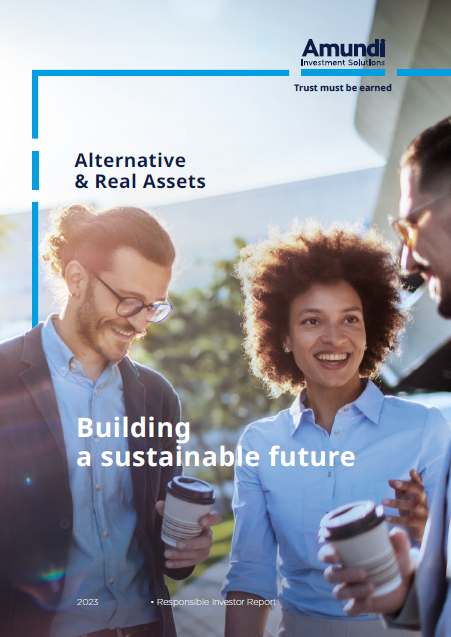 Amundi
Investment Solutions
Trust must be earned
Alternative
& Real Assets
Building
a sustainable future
2023 • Responsible Investor Report